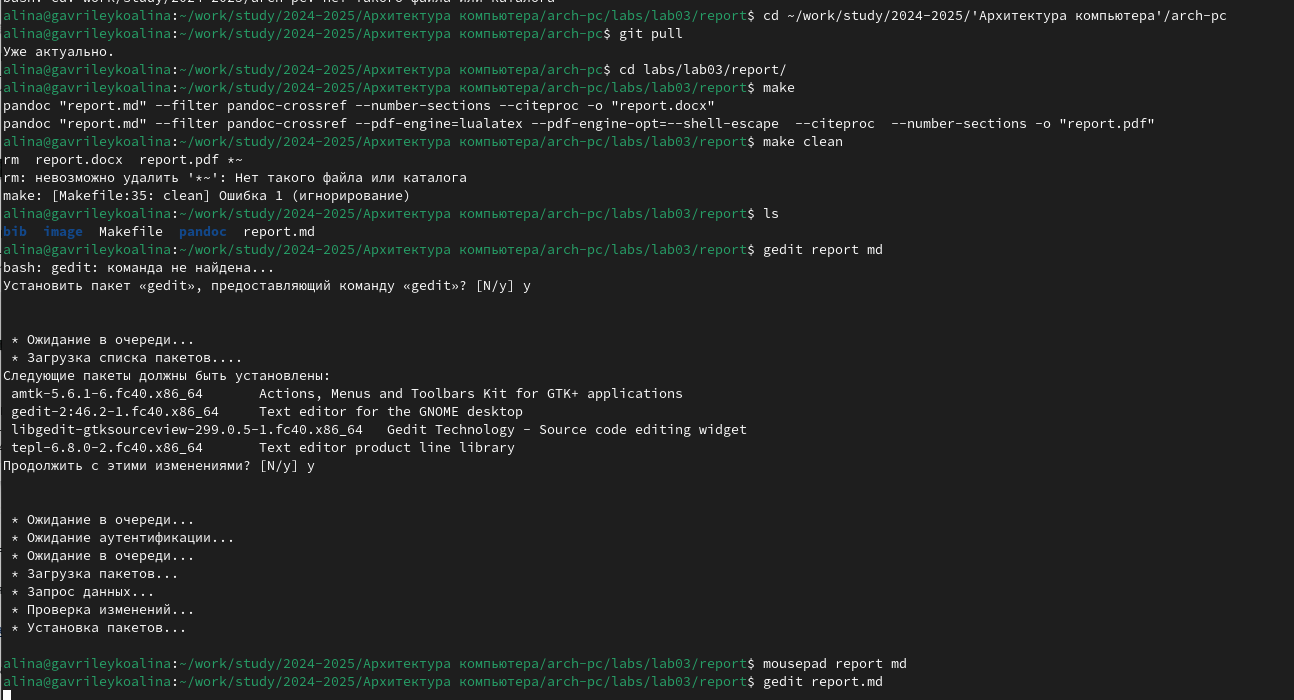 alina@gavrileykoalina:~/work/study/2024-2025/Архитектура компьютера/arch-pc/labs/lab03/report$ cd ~/work/study/2024-2025/'Архитектура компьютера'/arch-pc
alina@gavrileykoalina:~/work/study/2024-2025/Архитектура компьютера/arch-pc$ git pull
Уже актуально.
alina@gavrileykoalina:~/work/study/2024-2025/Архитектура компьютера/arch-pc$ cd labs/lab03/report/
alina@gavrileykoalina:~/work/study/2024-2025/Архитектура компьютера/arch-pc/labs/lab03/report$ make
pandoc "report.md" --filter pandoc-crossref --number-sections --citeproc -o "report.docx"
pandoc "report.md" --filter pandoc-crossref --pdf-engine=lualatex --pdf-engine-opt=--shell-escape  --citeproc  --number-sections -o "report.pdf"
alina@gavrileykoalina:~/work/study/2024-2025/Архитектура компьютера/arch-pc/labs/lab03/report$ make clean
rm  report.docx  report.pdf *~
rm: невозможно удалить '*~': Нет такого файла или каталога
make: [Makefile:35: clean] Ошибка 1 (игнорирование)
alina@gavrileykoalina:~/work/study/2024-2025/Архитектура компьютера/arch-pc/labs/lab03/report$ ls
bib  image  Makefile  pandoc  report.md
alina@gavrileykoalina:~/work/study/2024-2025/Архитектура компьютера/arch-pc/labs/lab03/report$ gedit report md
bash: gedit: команда не найдена...
Установить пакет «gedit», предоставляющий команду «gedit»? [N/y] y
* Ожидание в очереди...
* Загрузка списка пакетов....
Следующие пакеты должны быть установлены:
amtk-5.6.1-6.fc40.x86_64       Actions, Menus and Toolbars Kit for GTK+ applications
gedit-2:46.2-1.fc40.x86_64     Text editor for the GNOME desktop
libgedit-gtksourceview-299.0.5-1.fc40.x86_64   Gedit Technology - Source code editing widget
tepl-6.8.0-2.fc40.x86_64       Text editor product line library
Продолжить с этими изменениями? [N/y] y
* Ожидание в очереди...
* Ожидание аутентификации...
* Ожидание в очереди...
* Загрузка пакетов...
* Запрос данных...
* Проверка изменений...
* Установка пакетов...
alina@gavrileykoalina:~/work/study/2024-2025/Архитектура компьютера/arch-pc/labs/lab03/report$ mousepad report md
alina@gavrileykoalina:~/work/study/2024-2025/Архитектура компьютера/arch-pc/labs/lab03/report$ gedit report.md